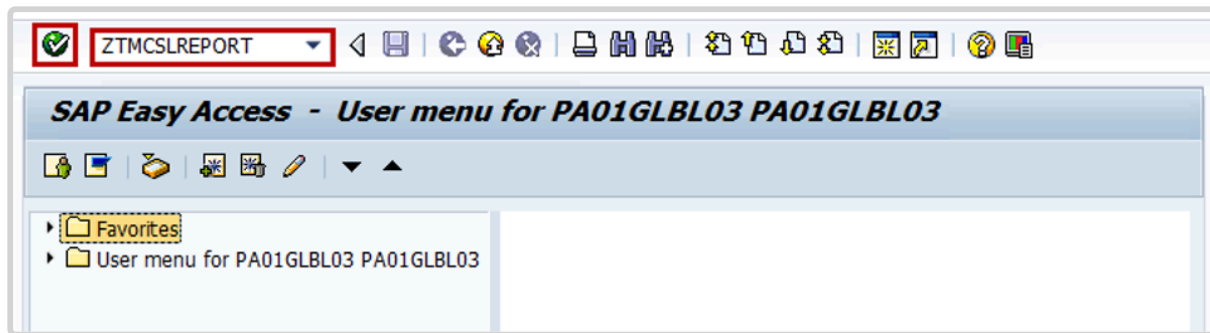 ZTMCSLREPORT
SAP Easy Access - User menu for PA01GLBL03 PA01GLBL03
Favorites
User menu for PA01GLBL03 PA01GLBL03